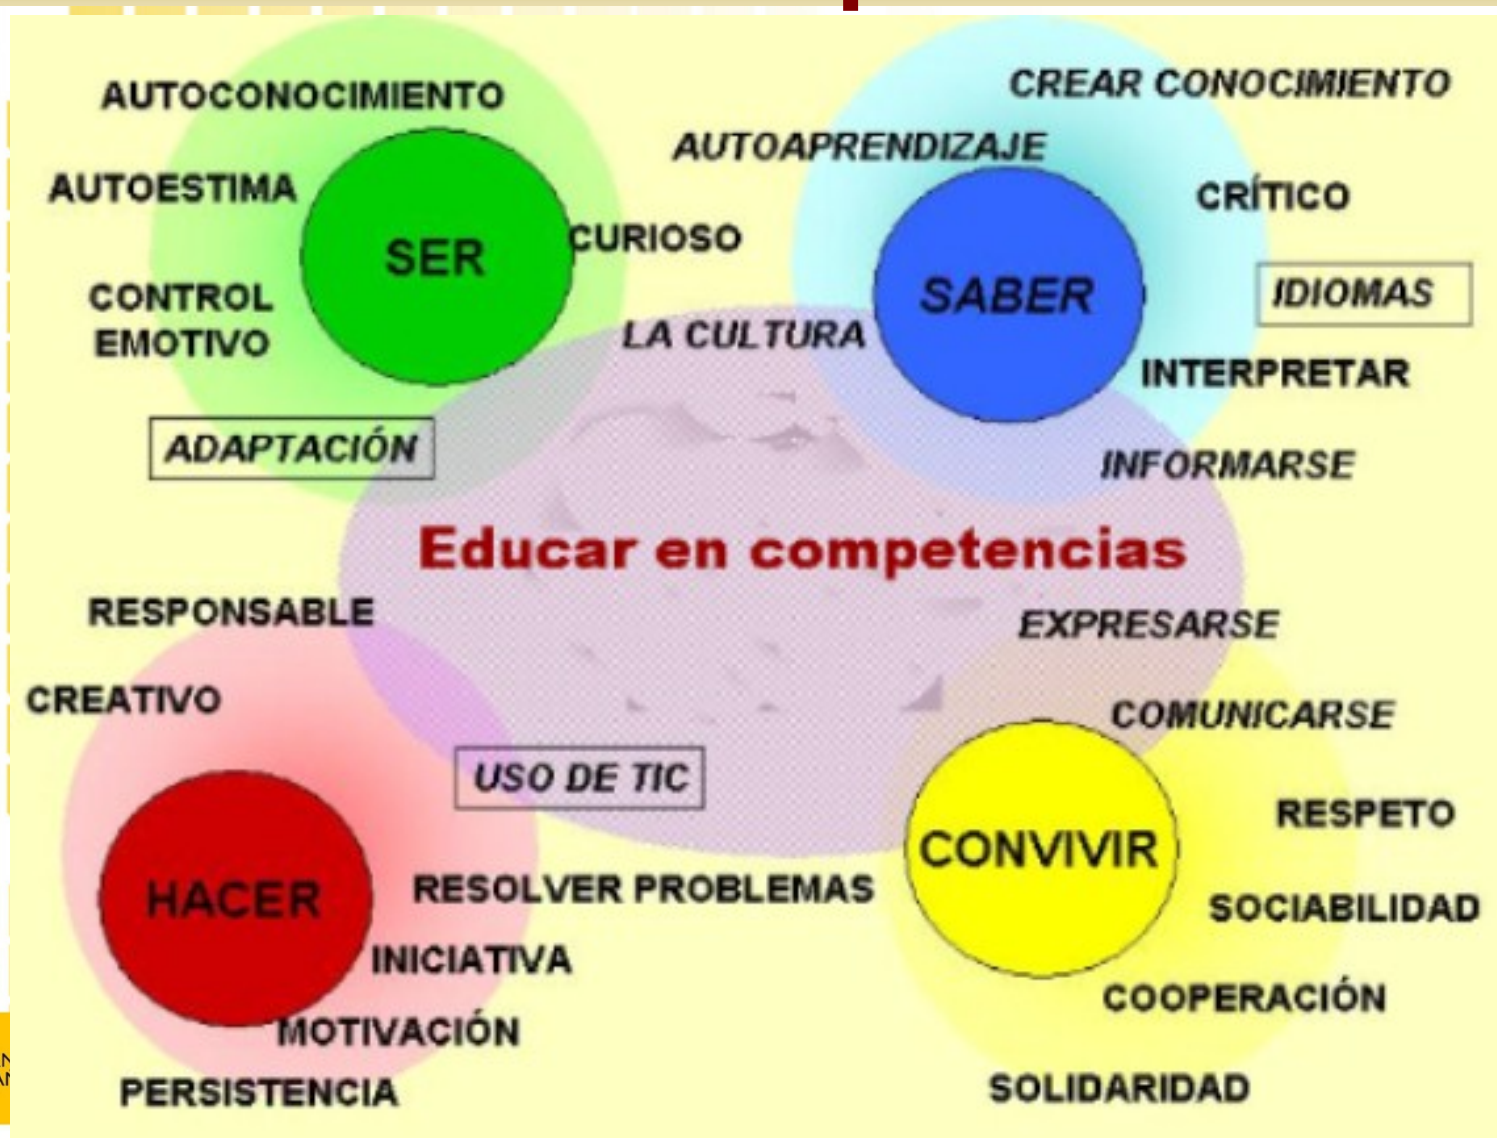 AUTOCONOCIMIENTO
AUTOESTIMA
SER
CURIOSO
CONTROL
EMOTIVO
ADAPTACIÓN
CREAR CONOCIMIENTO
AUTOAPRENDIZAJE
CRÍTICO
SABER
IDIOMAS
LA CULTURA
INTERPRETAR
INFORMARSE
Educar en competencias
RESPONSABLE
CREATIVO
USO DE TIC
HACER
RESOLVER PROBLEMAS
INICIATIVA
MOTIVACIÓN
PERSISTENCIA
EXPRESARSE
COMUNICARSE
CONVIVIR
RESPETO
SOCIABILIDAD
COOPERACIÓN
SOLIDARIDAD